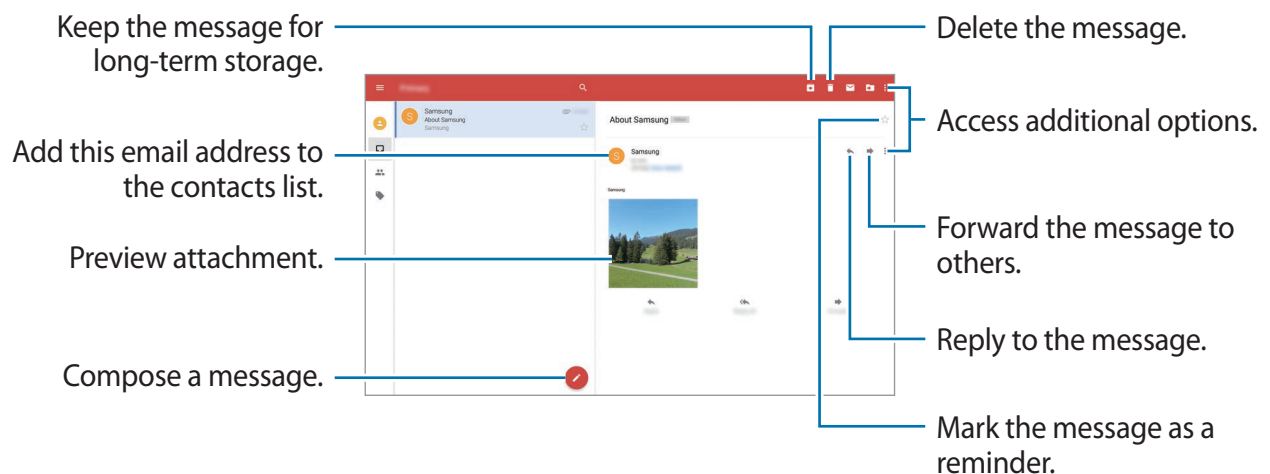 Keep the message for
long-term storage.
Add this email address to
the contacts list.
Preview attachment.
Compose a message.
S
Samsung
About Samsung
Samsung
About Samsung
S
Samsung
Samsung
Delete the message.
Access additional options.
Forward the message to
others.
Reply to the message.
Mark the message as a
reminder.